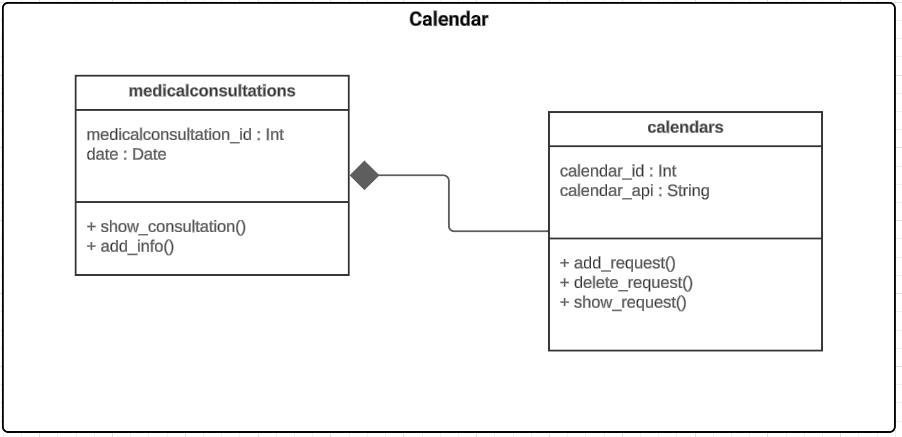 Calendar
medicalconsultations
medicalconsultation_id : Int
date : Date
+ show_consultation()
+ add_info()
calendars
calendar_id : Int
calendar_api : String
+ add_request()
+ delete_request()
+ show_request()